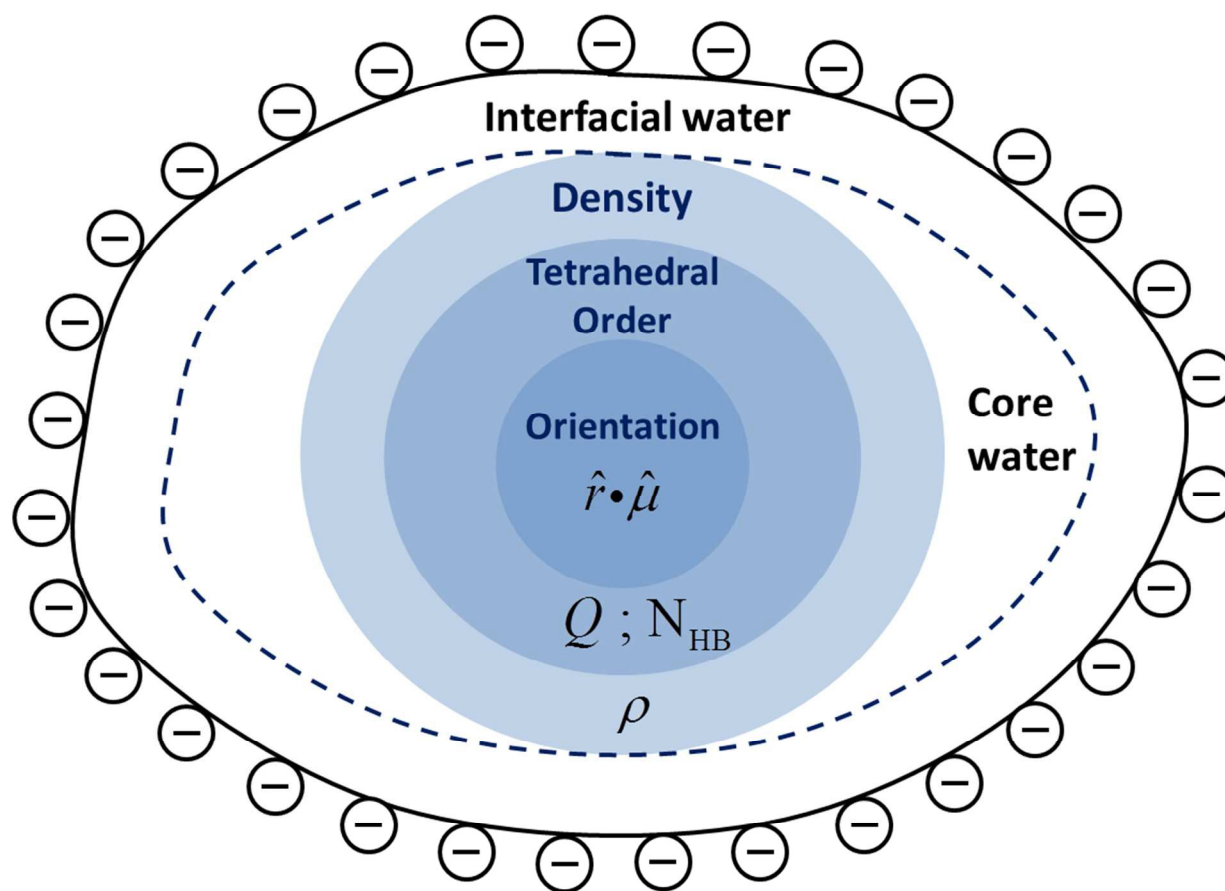 Interfacial water
Density
Tetrahedral
Order
Core
water
Orientation
r̂•μ̂
Q ; N_HB
ρ